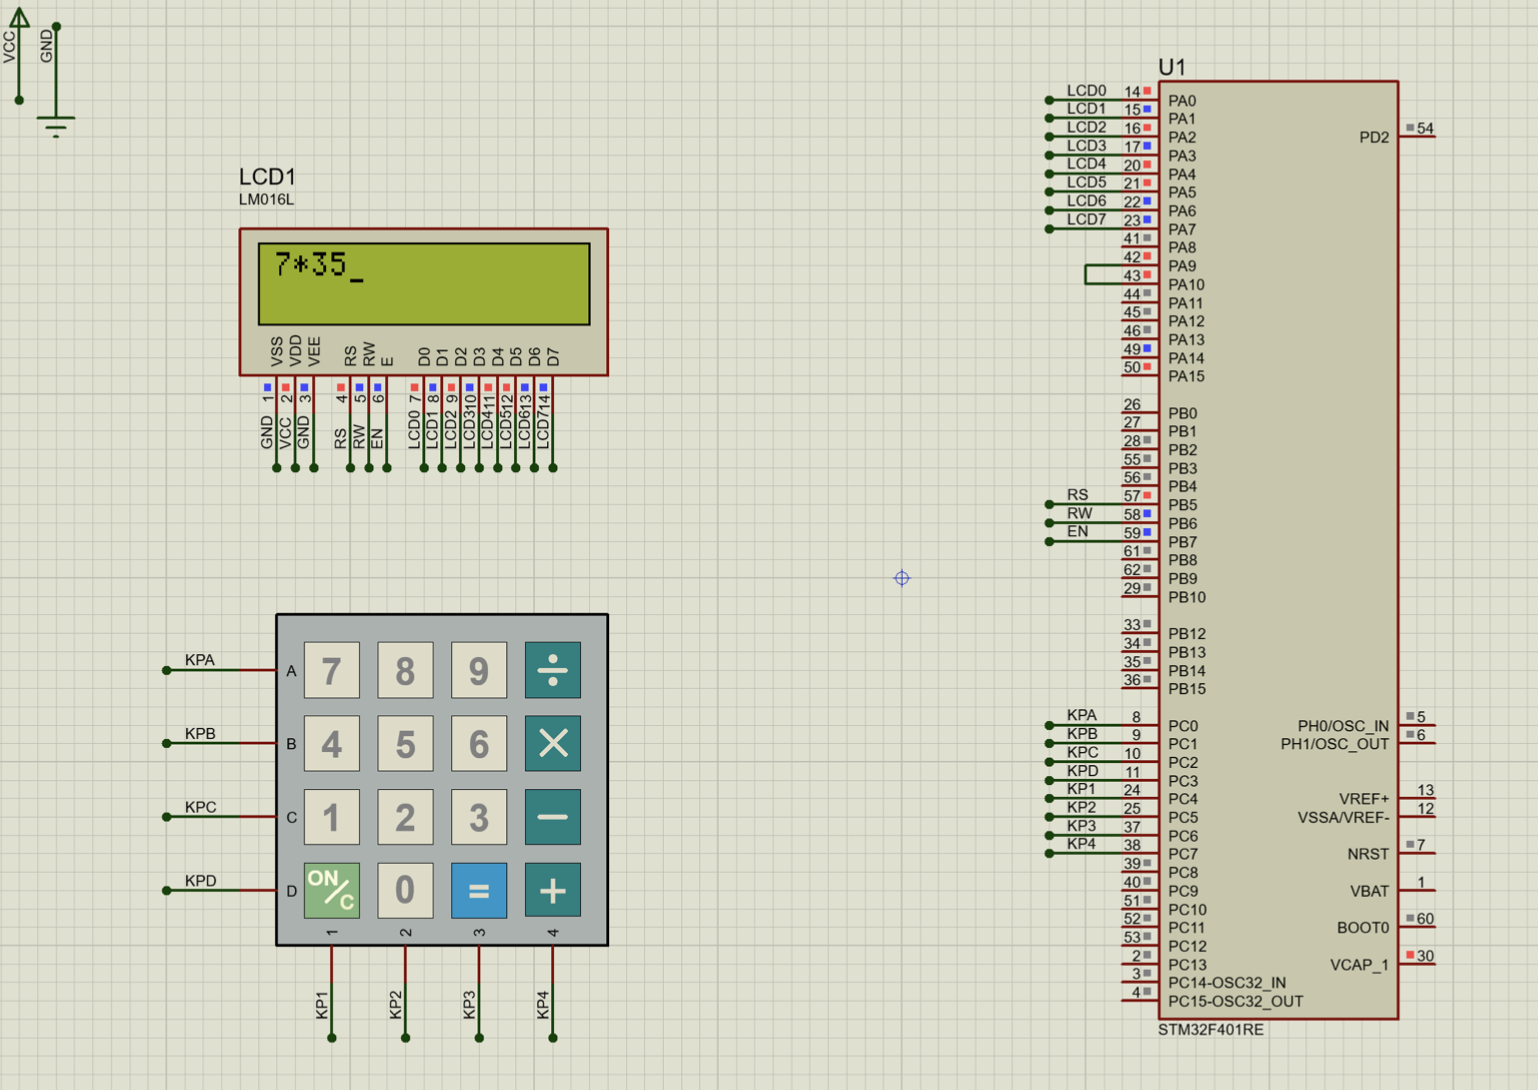 VCC
GND
LCD1
LM016L
7*35_
VSS
VDD
VEE
RS
RW
E
D0
D1
D2
D3
D4
D5
D6
D7
1
2
3
4
5
6
7
8
9
10
11
12
13
14
GND
VCC
GND
RS
RW
EN
LCD0
LCD1
LCD2
LCD3
LCD4
LCD5
LCD6
LCD7
KPA A 7 8 9 ÷
KPB B 4 5 6 ×
KPC C 1 2 3 −
KPD D ON/C 0 = +
1 2 3 4
KP1 KP2 KP3 KP4
U1
LCD0 14 PA0
LCD1 15 PA1
LCD2 16 PA2
LCD3 17 PA3
LCD4 20 PA4
LCD5 21 PA5
LCD6 22 PA6
LCD7 23 PA7
41 PA8
42 PA9
43 PA10
44 PA11
45 PA12
46 PA13
49 PA14
50 PA15
26 PB0
27 PB1
28 PB2
55 PB3
56 PB4
RS 57 PB5
RW 58 PB6
EN 59 PB7
61 PB8
62 PB9
29 PB10
33 PB12
34 PB13
35 PB14
36 PB15
KPA 8 PC0
KPB 9 PC1
KPC 10 PC2
KPD 11 PC3
KP1 24 PC4
KP2 25 PC5
KP3 37 PC6
KP4 38 PC7
39 PC8
40 PC9
51 PC10
52 PC11
53 PC12
2 PC13
3 PC14-OSC32_IN
4 PC15-OSC32_OUT
PD2 54
PH0/OSC_IN 5
PH1/OSC_OUT 6
VREF+ 13
VSSA/VREF- 12
NRST 7
VBAT 1
BOOT0 60
VCAP_1 30
STM32F401RE